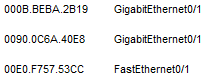 000B.BEBA.2B19 GigabitEthernet0/1
0090.0C6A.40E8 GigabitEthernet0/1
00E0.F757.53CC FastEthernet0/1